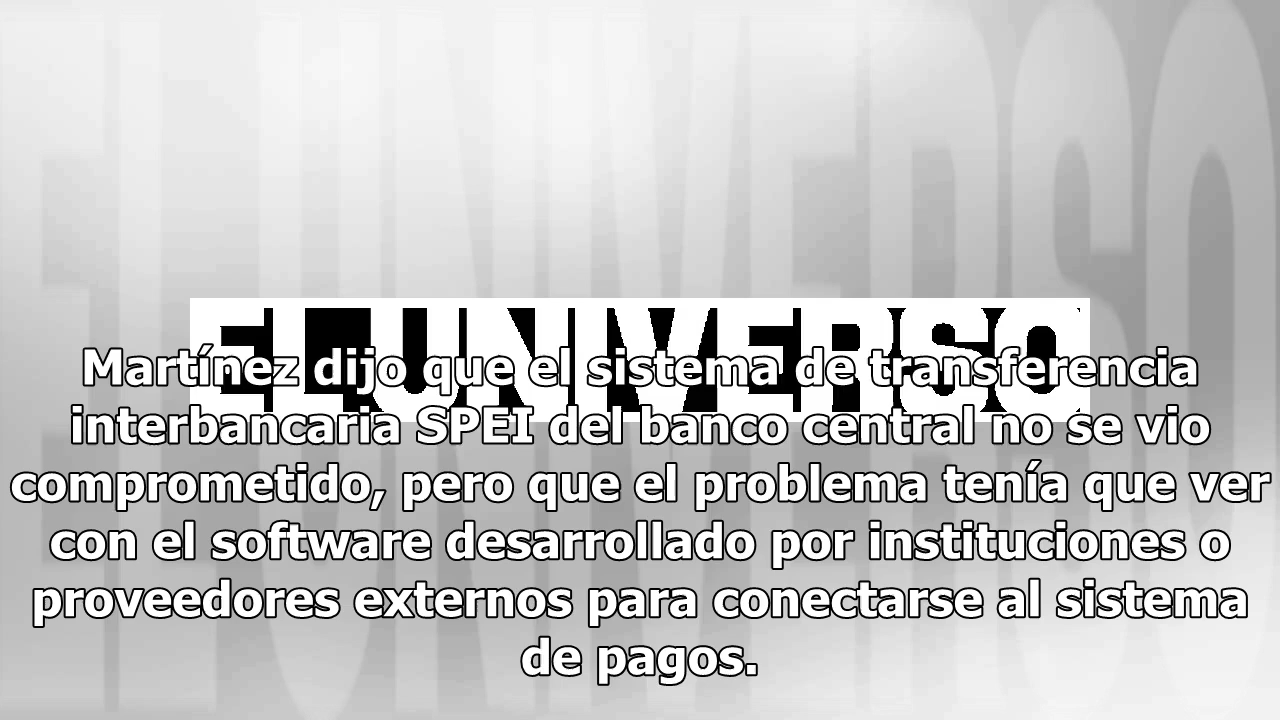 EL UNIVERSO
EL UNIVERSO
Martínez dijo que el sistema de transferencia
interbancaria SPEI del banco central no se vio
comprometido, pero que el problema tenía que ver
con el software desarrollado por instituciones o
proveedores externos para conectarse al sistema
de pagos.